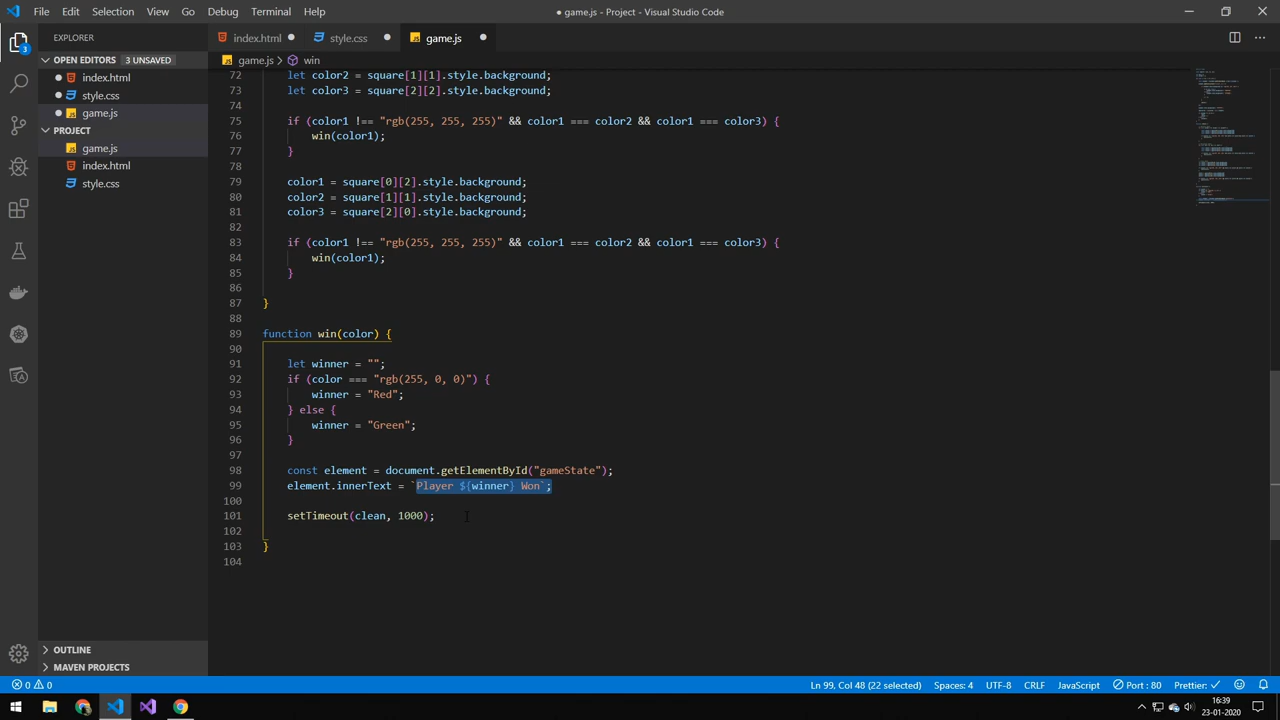 File Edit Selection View Go Debug Terminal Help
● game.js - Project - Visual Studio Code
EXPLORER
index.html
style.css
game.js
OPEN EDITORS 3 UNSAVED
game.js > win
index.html
style.css
game.js
PROJECT
game.js
index.html
style.css
3
72 let color2 = square[1][1].style.background;
73 let color3 = square[2][2].style.background;
74
75 if (color1 !== "rgb(255, 255, 255)" && color1 === color2 && color1 === color3) {
76 win(color1);
77 }
78
79 color1 = square[0][2].style.background;
80 color2 = square[1][1].style.background;
81 color3 = square[2][0].style.background;
82
83 if (color1 !== "rgb(255, 255, 255)" && color1 === color2 && color1 === color3) {
84 win(color1);
85 }
86
87 }
88
89 function win(color) {
90
91 let winner = "";
92 if (color === "rgb(255, 0, 0)") {
93 winner = "Red";
94 } else {
95 winner = "Green";
96 }
97
98 const element = document.getElementById("gameState");
99 element.innerText = `Player ${winner} Won`;
100
101 setTimeout(clean, 1000);
102
103 }
104
OUTLINE
MAVEN PROJECTS
0 0
Ln 99, Col 48 (22 selected) Spaces: 4 UTF-8 CRLF JavaScript Port : 80 Prettier: ✓
16:39
23-01-2020